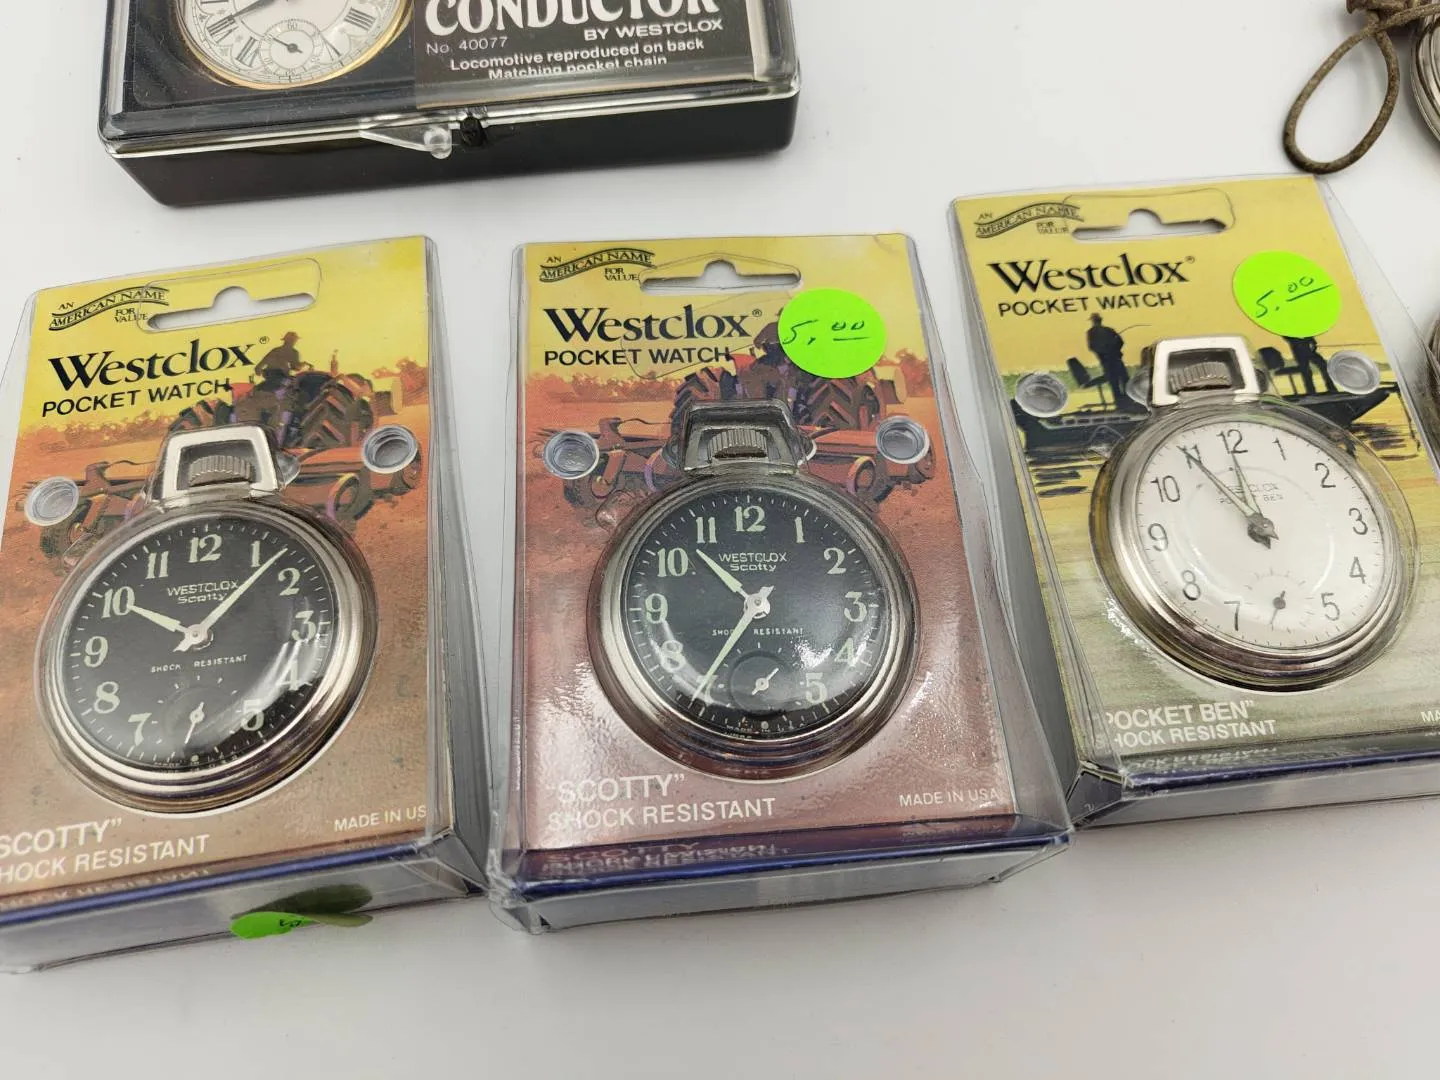 CONDUCTOR
No. 40077
BY WESTCLOX
Locomotive reproduced on back
Matching pocket chain
AN
AMERICAN NAME
FOR
VALUE
Westclox®
POCKET WATCH
12
1
2
3
4
5
7
8
9
10
11
WESTCLOX
Scotty
SHOCK RESISTANT
SCOTTY"
HOCK RESISTANT
MADE IN US
AN
AMERICAN NAME
FOR
VALUE
Westclox®
POCKET WATCH
5.00
12
1
2
3
4
5
7
8
9
10
11
WESTCLOX
Scotty
SHOCK RESISTANT
"SCOTTY"
SHOCK RESISTANT
MADE IN USA
AN
AMERICAN NAME
FOR
VALUE
Westclox®
POCKET WATCH
5.00
12
1
2
3
4
5
7
8
9
10
11
WESTCLOX
POCKET BEN
"POCKET BEN"
SHOCK RESISTANT
MA